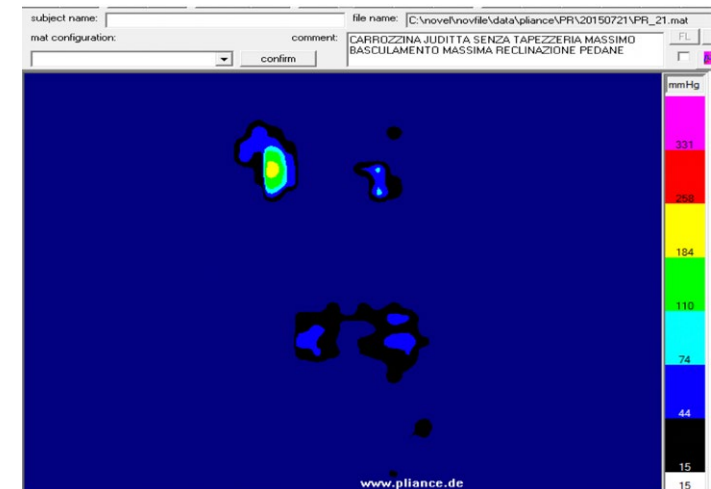 subject name:
file name: C:\novel\novfile\data\pliance\PR\20150721\PR_21.mat
mat configuration:
comment: CARROZZINA JUDITTA SENZA TAPEZZERIA MASSIMO
BASCULAMENTO MASSIMA RECLINAZIONE PEDANE
FL
confirm
mmHg
331
258
184
110
74
44
15
15
www.pliance.de